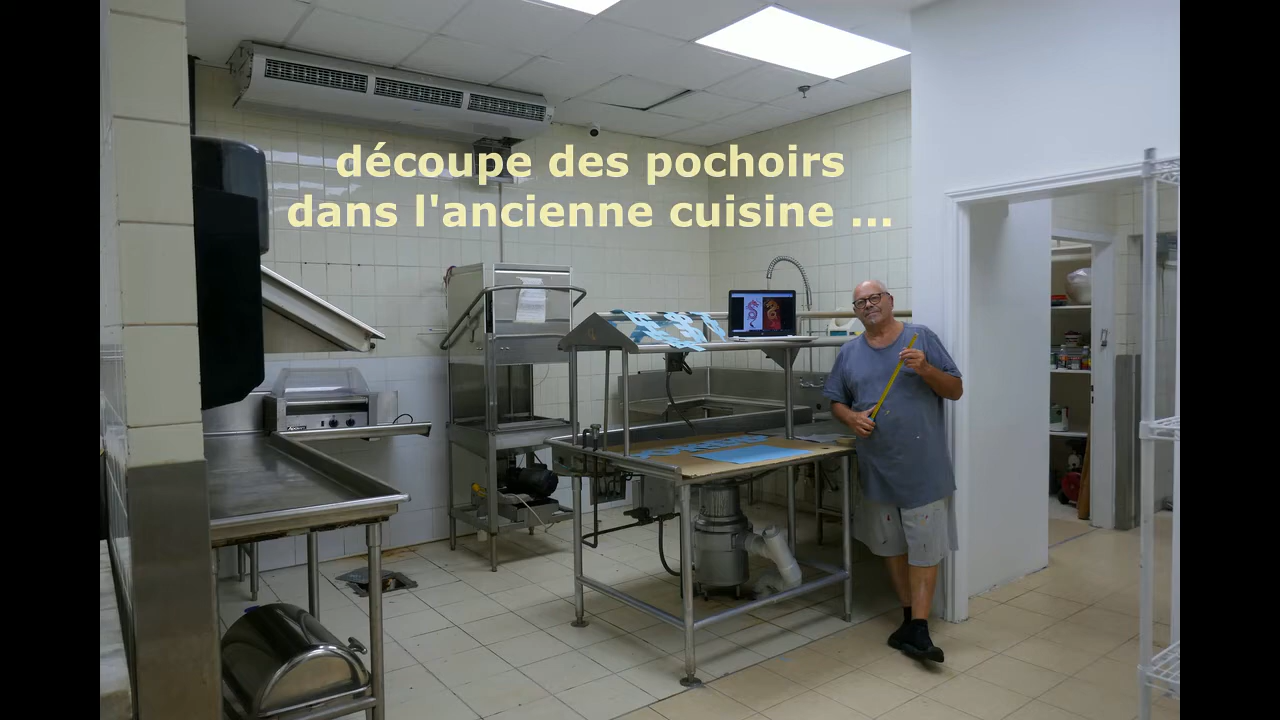 découpe des pochoirs
dans l'ancienne cuisine ...